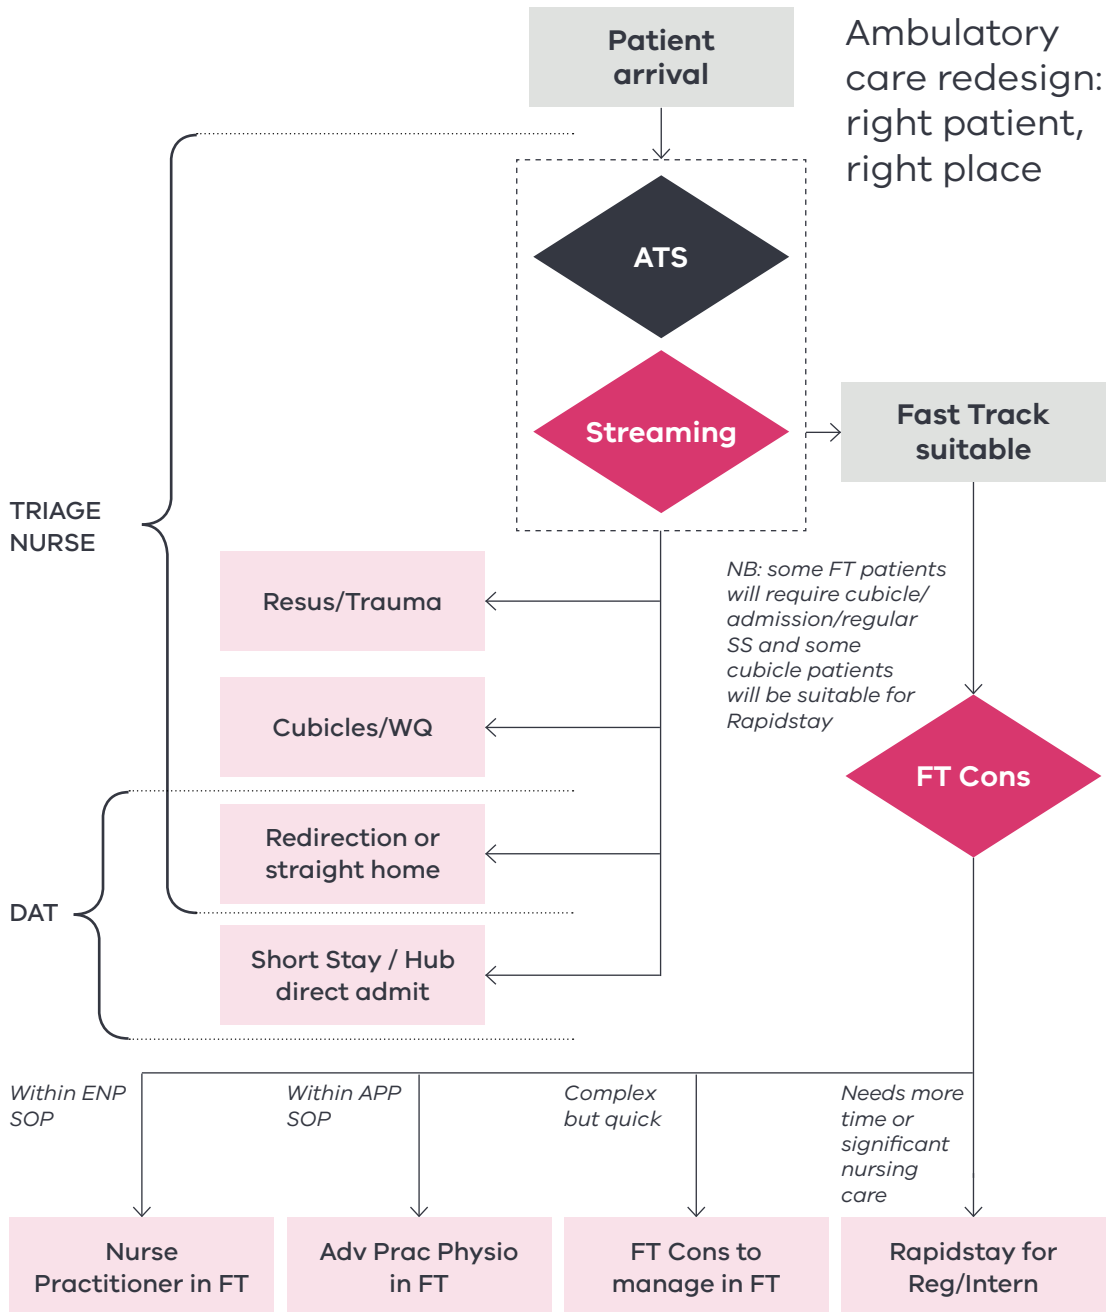 Patient
arrival
Ambulatory
care redesign:
right patient,
right place
ATS
Streaming
Fast Track
suitable
TRIAGE
NURSE
Resus/Trauma
NB: some FT patients
will require cubicle/
admission/regular
SS and some
cubicle patients
will be suitable for
Rapidstay
Cubicles/WQ
FT Cons
Redirection or
straight home
DAT
Short Stay / Hub
direct admit
Within ENP
SOP
Within APP
SOP
Complex
but quick
Needs more
time or
significant
nursing
care
Nurse
Practitioner in FT
Adv Prac Physio
in FT
FT Cons to
manage in FT
Rapidstay for
Reg/Intern